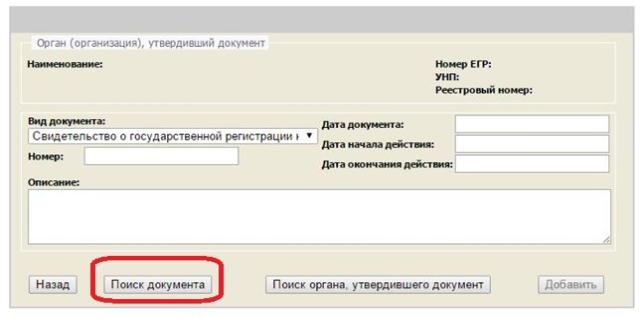 Орган (организация), утвердивший документ
Наименование:
Номер ЕГР:
УНП:
Реестровый номер:
Вид документа:
Свидетельство о государственной регистрации н
Дата документа:
Дата начала действия:
Номер:
Дата окончания действия:
Описание:
Назад Поиск документа Поиск органа, утвердившего документ Добавить